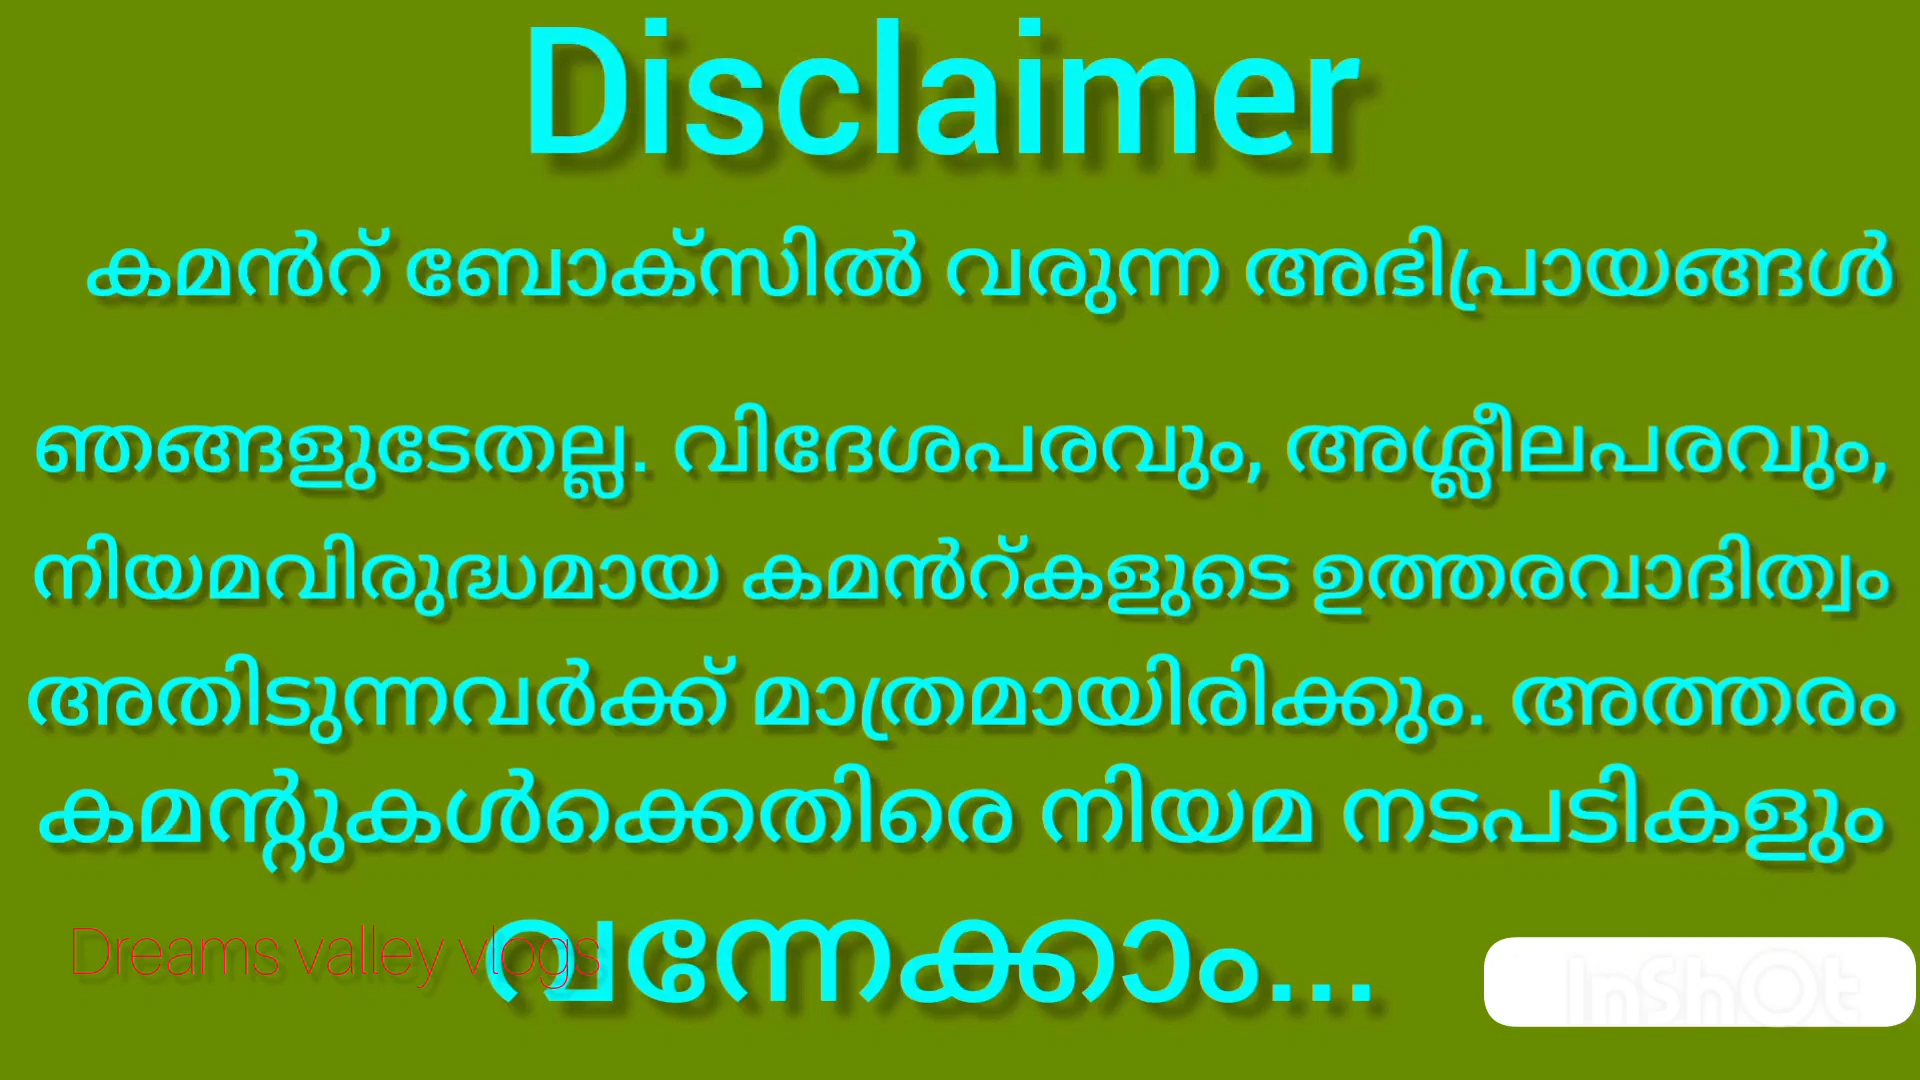 Disclaimer
കമൻറ് ബോക്സിൽ വരുന്ന അഭിപ്രായങ്ങൾ
ഞങ്ങളുടേതല്ല. വിദേശപരവും, അശ്ലീലപരവും,
നിയമവിരുദ്ധമായ കമൻറ്കളുടെ ഉത്തരവാദിത്വം
അതിടുന്നവർക്ക് മാത്രമായിരിക്കും. അത്തരം
കമന്റുകൾക്കെതിരെ നിയമ നടപടികളും
വന്നേക്കാം...
Dreams valley vlogs
InShOt